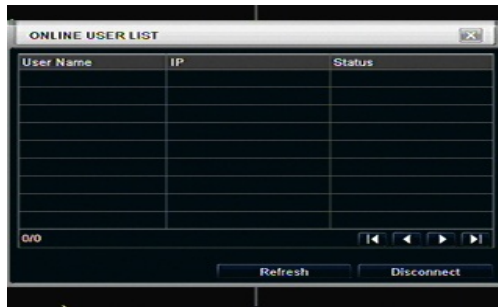 ONLINE USER LIST
User Name IP Status
0/0
Refresh Disconnect